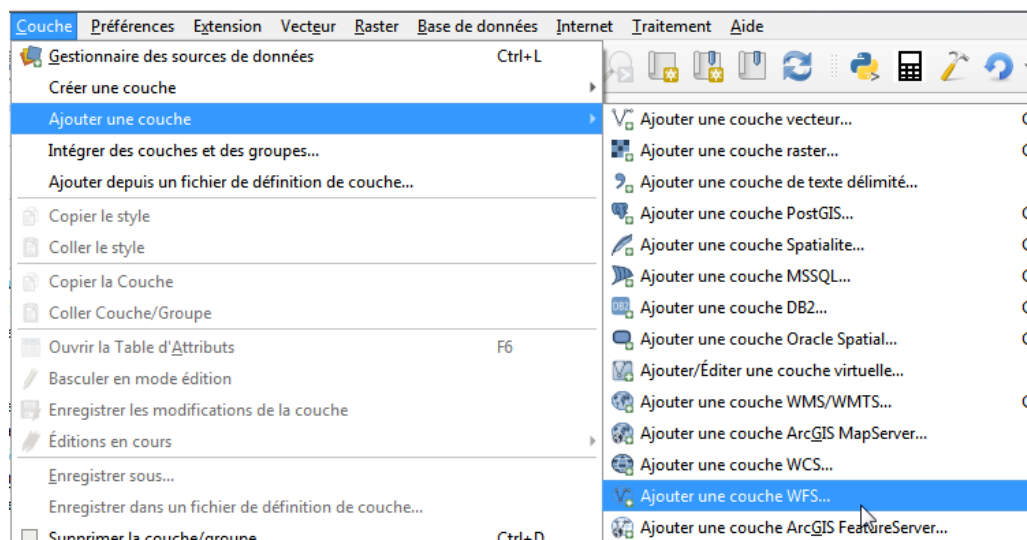 Couche Préférences Extension Vecteur Raster Base de données Internet Traitement Aide
Gestionnaire des sources de données Ctrl+L
Créer une couche
Ajouter une couche
Intégrer des couches et des groupes...
Ajouter depuis un fichier de définition de couche...
Copier le style
Coller le style
Copier la Couche
Coller Couche/Groupe
Ouvrir la Table d'Attributs F6
Basculer en mode édition
Enregistrer les modifications de la couche
Éditions en cours
Enregistrer sous...
Enregistrer dans un fichier de définition de couche...
Supprimer la couche/groupe Ctrl+D
Ajouter une couche vecteur...
Ajouter une couche raster...
Ajouter une couche de texte délimité...
Ajouter une couche PostGIS...
Ajouter une couche Spatialite...
Ajouter une couche MSSQL...
DB2 Ajouter une couche DB2...
Ajouter une couche Oracle Spatial...
Ajouter/Éditer une couche virtuelle...
Ajouter une couche WMS/WMTS...
Ajouter une couche ArcGIS MapServer...
Ajouter une couche WCS...
Ajouter une couche WFS...
Ajouter une couche ArcGIS FeatureServer...